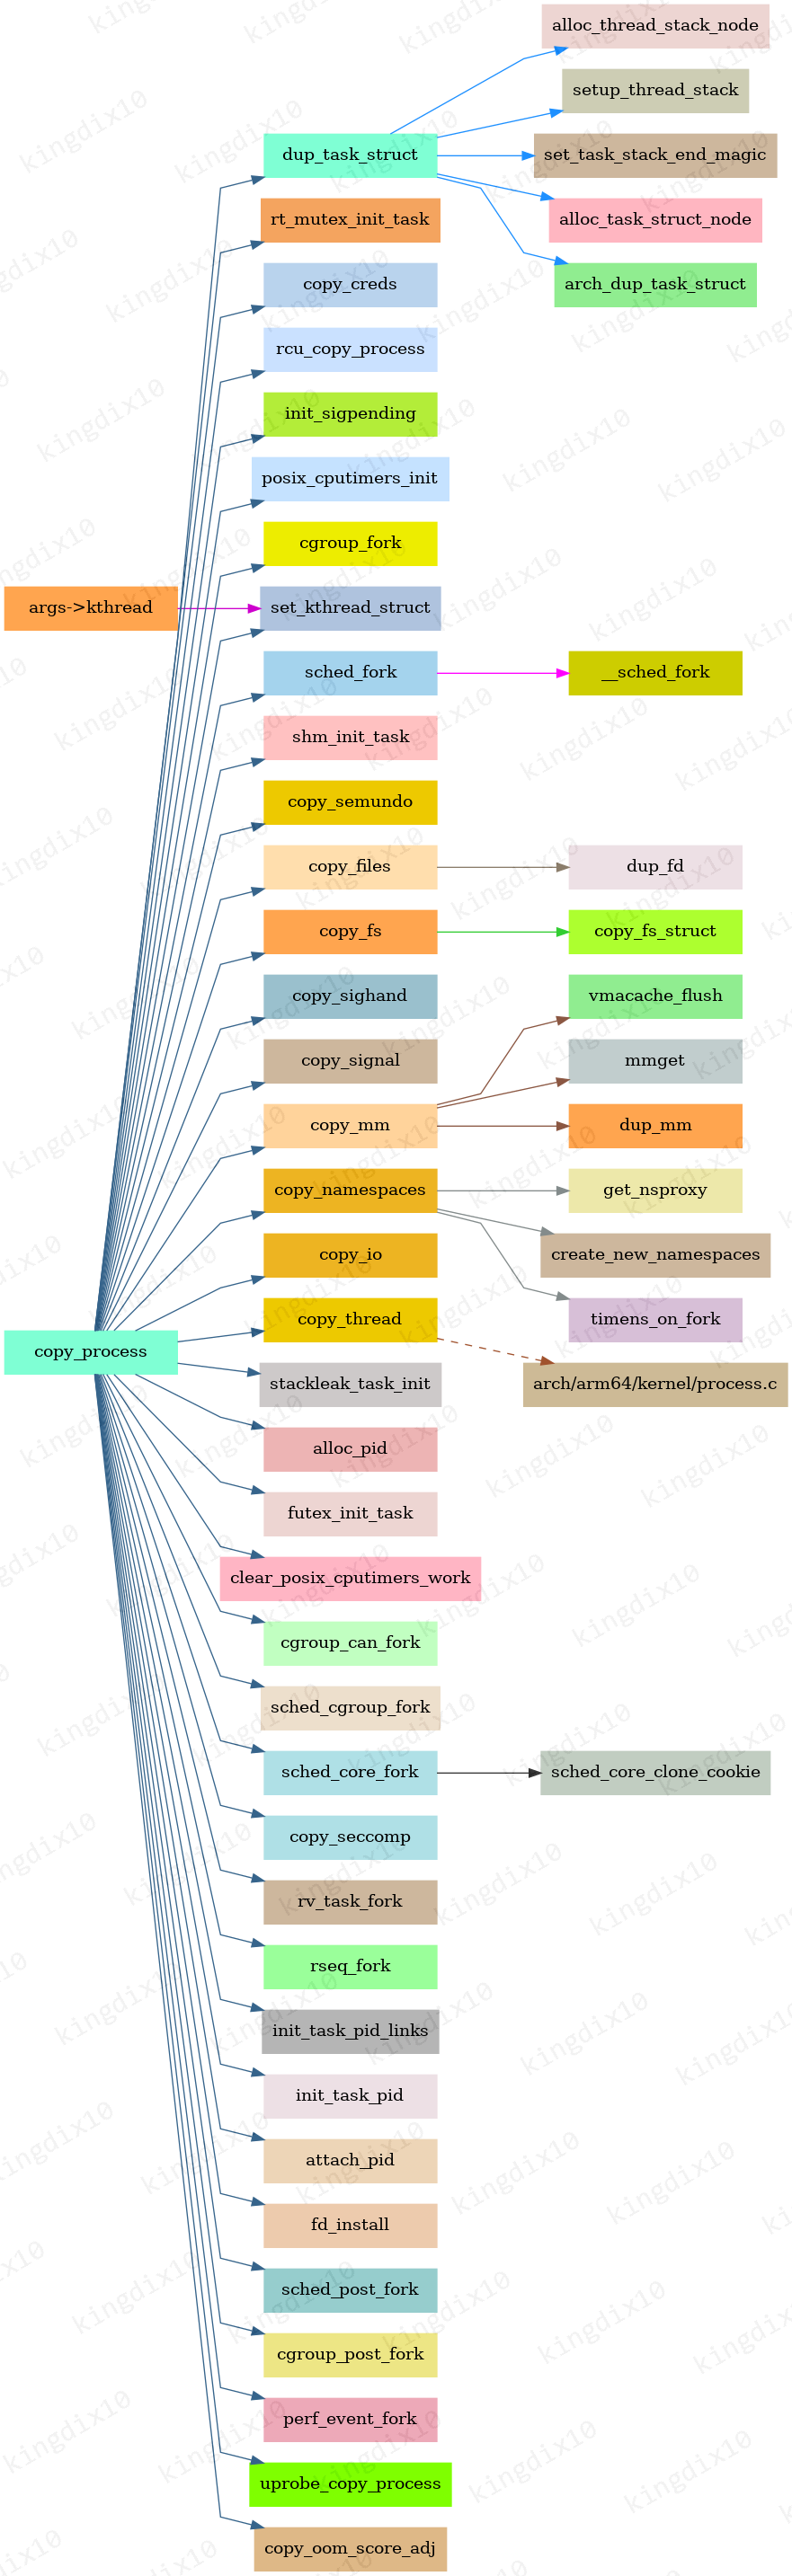 alloc_thread_stack_node
setup_thread_stack
dup_task_struct
set_task_stack_end_magic
rt_mutex_init_task
alloc_task_struct_node
copy_creds
arch_dup_task_struct
rcu_copy_process
init_sigpending
posix_cputimers_init
cgroup_fork
args->kthread
set_kthread_struct
sched_fork
__sched_fork
shm_init_task
copy_semundo
copy_files
dup_fd
copy_fs
copy_fs_struct
copy_sighand
vmacache_flush
copy_signal
mmget
copy_mm
dup_mm
copy_namespaces
get_nsproxy
copy_io
create_new_namespaces
copy_process
copy_thread
timens_on_fork
stackleak_task_init
arch/arm64/kernel/process.c
alloc_pid
futex_init_task
clear_posix_cputimers_work
cgroup_can_fork
sched_cgroup_fork
sched_core_fork
sched_core_clone_cookie
copy_seccomp
rv_task_fork
rseq_fork
init_task_pid_links
init_task_pid
attach_pid
fd_install
sched_post_fork
cgroup_post_fork
perf_event_fork
uprobe_copy_process
copy_oom_score_adj
kingdix10